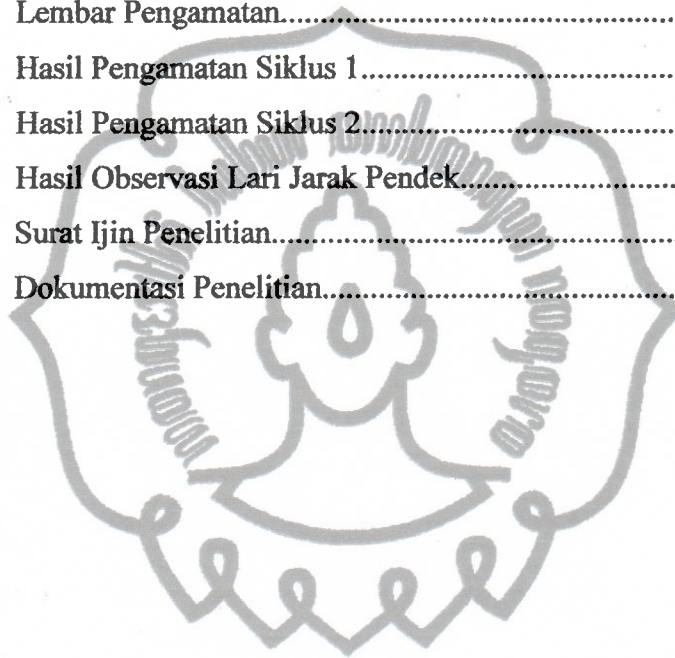 Lembar Pengamatan..........................................................
Hasil Pengamatan Siklus 1...............................................
Hasil Pengamatan Siklus 2...............................................
Hasil Observasi Lari Jarak Pendek................................
Surat Ijin Penelitian............................................................
Dokumentasi Penelitian.....................................................